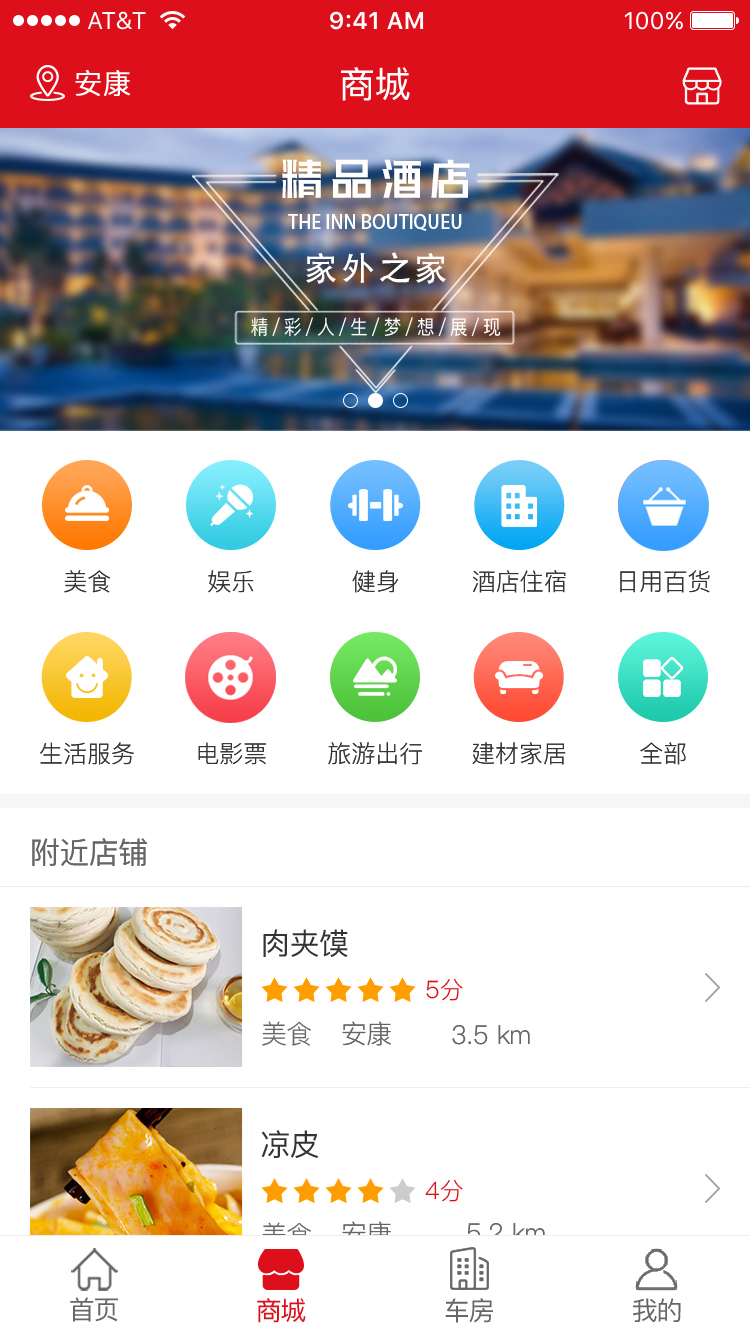 AT&T 9:41 AM 100%
安康 商城
精品酒店
THE INN BOUTIQUEU
家外之家
精/彩/人/生/梦/想/展/现
美食 娱乐 健身 酒店住宿 日用百货
生活服务 电影票 旅游出行 建材家居 全部
附近店铺
肉夹馍
5分
美食 安康 3.5 km
凉皮
4分
美食 安康 5.2 km
首页 商城 车房 我的